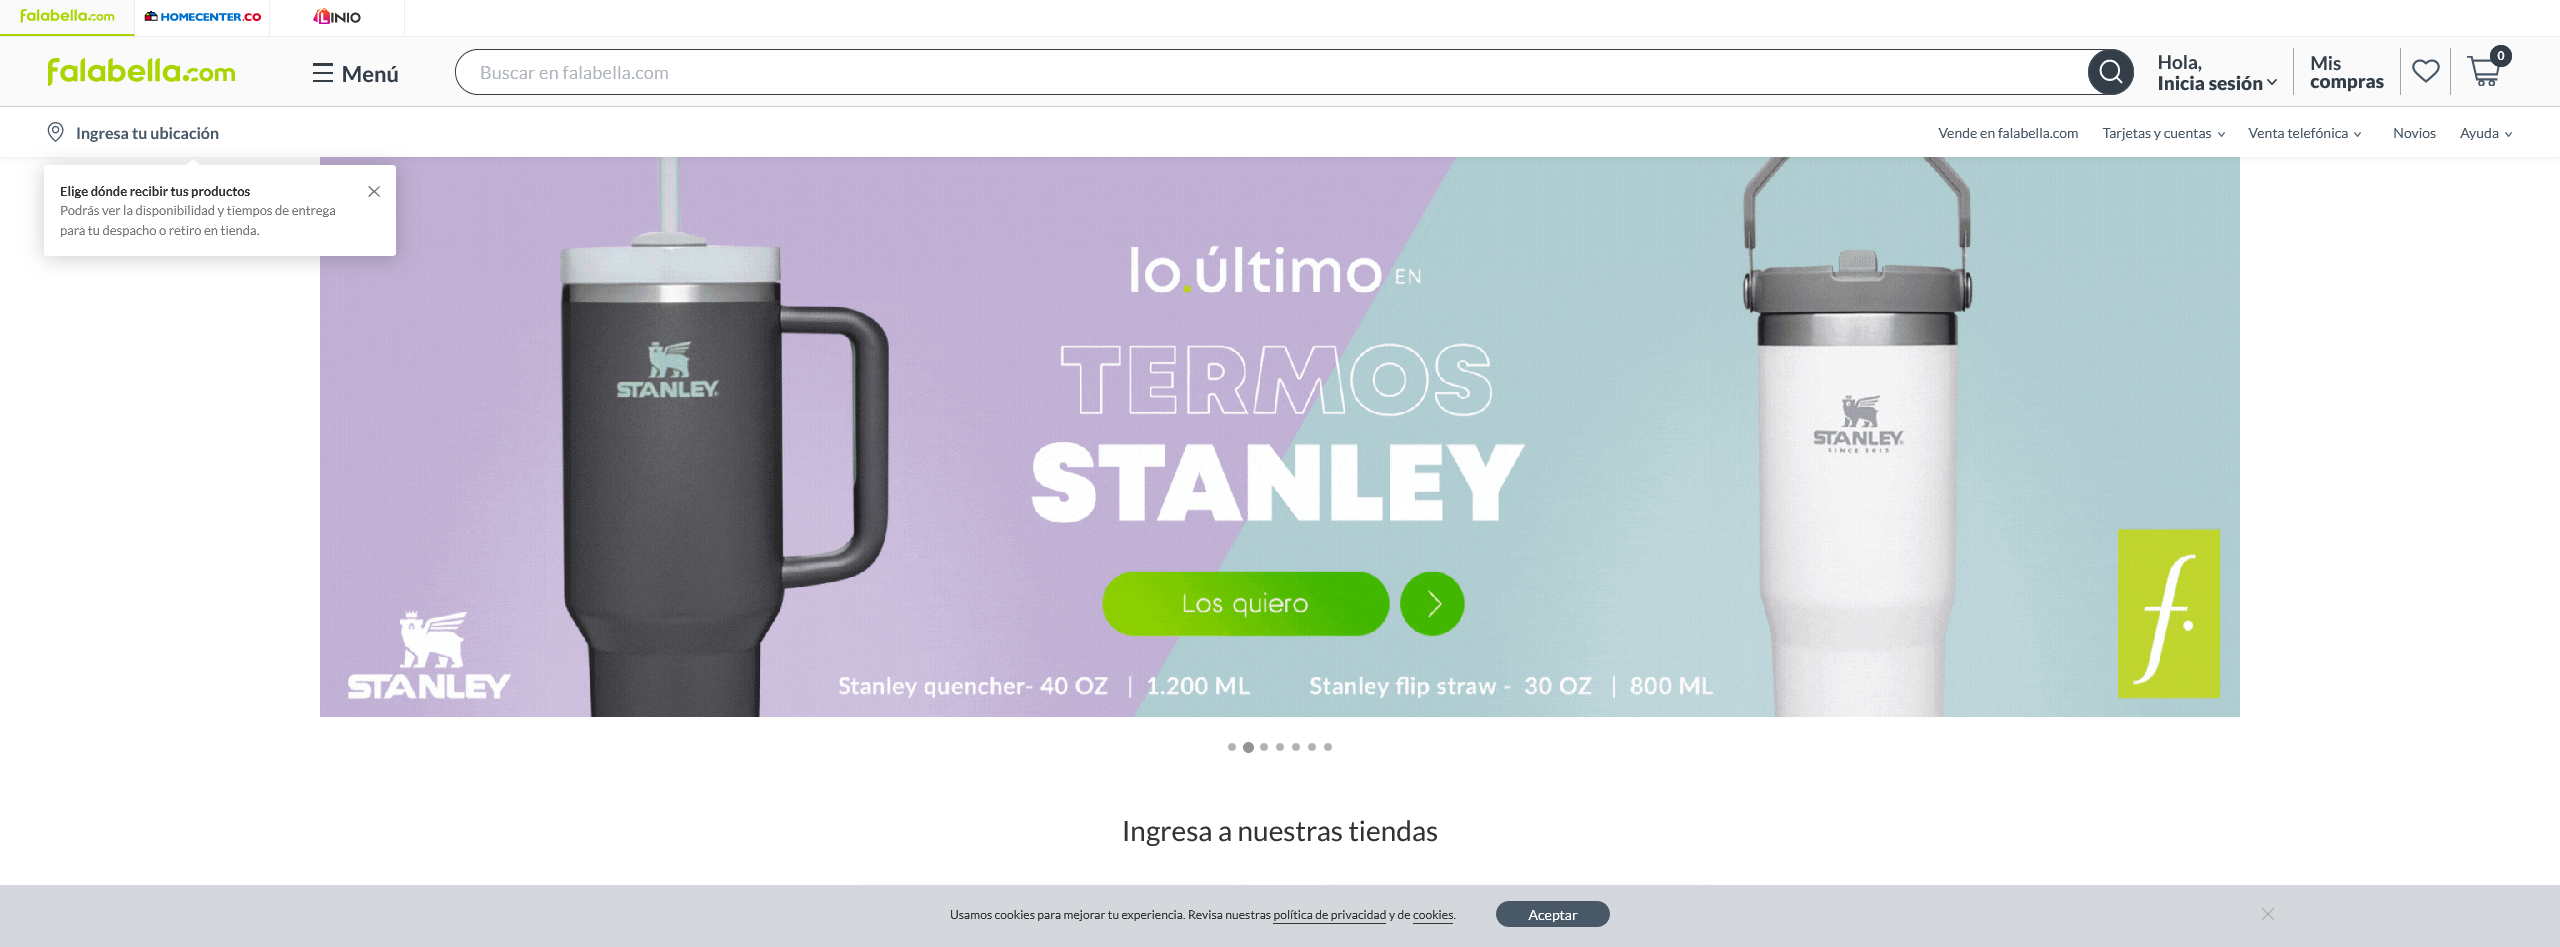 falabella.com
HOMECENTER.CO
LINIO
falabella.com
Menú
Buscar en falabella.com
Hola,
Inicia sesión
Mis
compras
0
Ingresa tu ubicación
Vende en falabella.com
Tarjetas y cuentas
Venta telefónica
Novios
Ayuda
Elige dónde recibir tus productos
Podrás ver la disponibilidad y tiempos de entrega
para tu despacho o retiro en tienda.
lo.último EN
TERMOS
STANLEY
STANLEY
STANLEY
SINCE 1913
Los quiero
f.
STANLEY
Stanley quencher- 40 OZ | 1.200 ML
Stanley flip straw - 30 OZ | 800 ML
Ingresa a nuestras tiendas
Usamos cookies para mejorar tu experiencia. Revisa nuestras política de privacidad y de cookies.
Aceptar